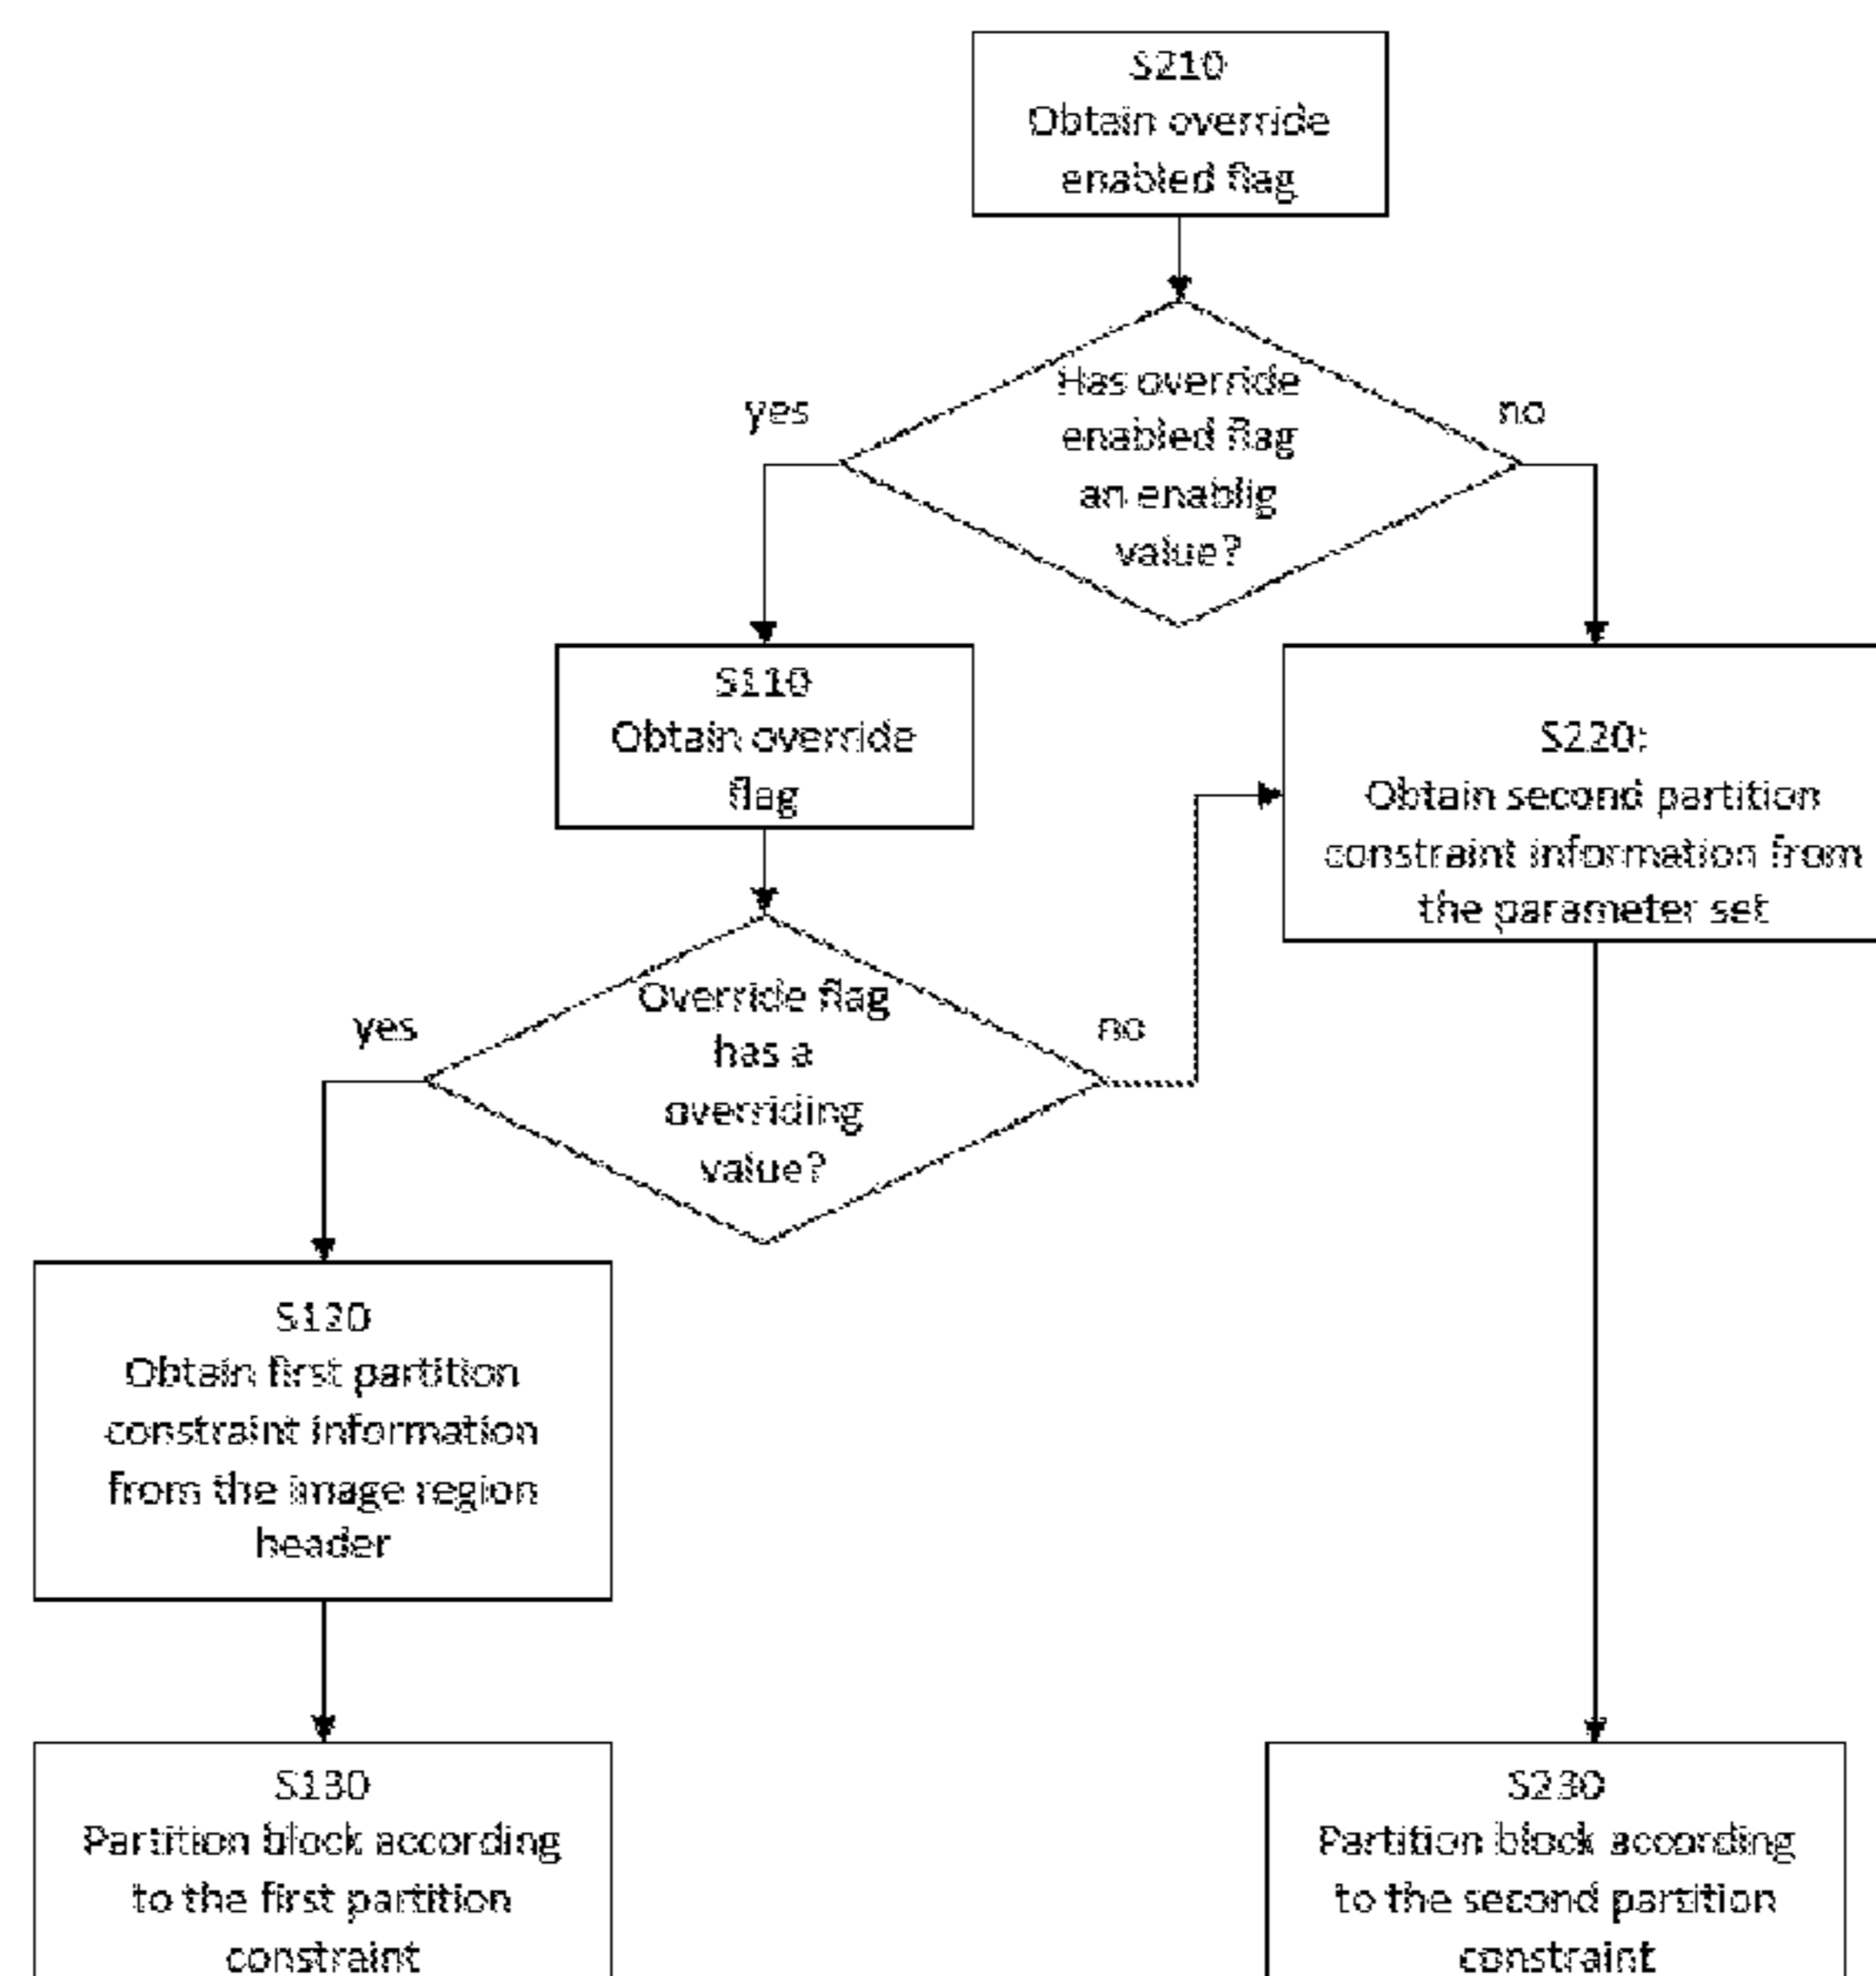 S210
Obtain override
enabled flag
Has override
enabled flag
an enablig
value?
yes
no
S110
Obtain override
flag
S220:
Obtain second partition
constraint information from
the parameter set
Override flag
has a
overriding
value?
yes
no
S120
Obtain first partition
constraint information
from the image region
header
S130
Partition block according
to the first partition
constraint
S230
Partition block according
to the second partition
constraint